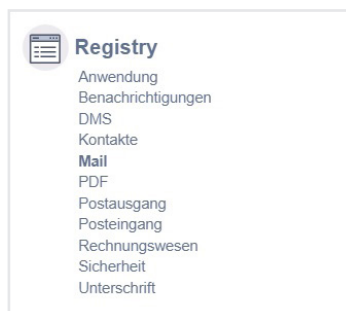 Registry
Anwendung
Benachrichtigungen
DMS
Kontakte
Mail
PDF
Postausgang
Posteingang
Rechnungswesen
Sicherheit
Unterschrift